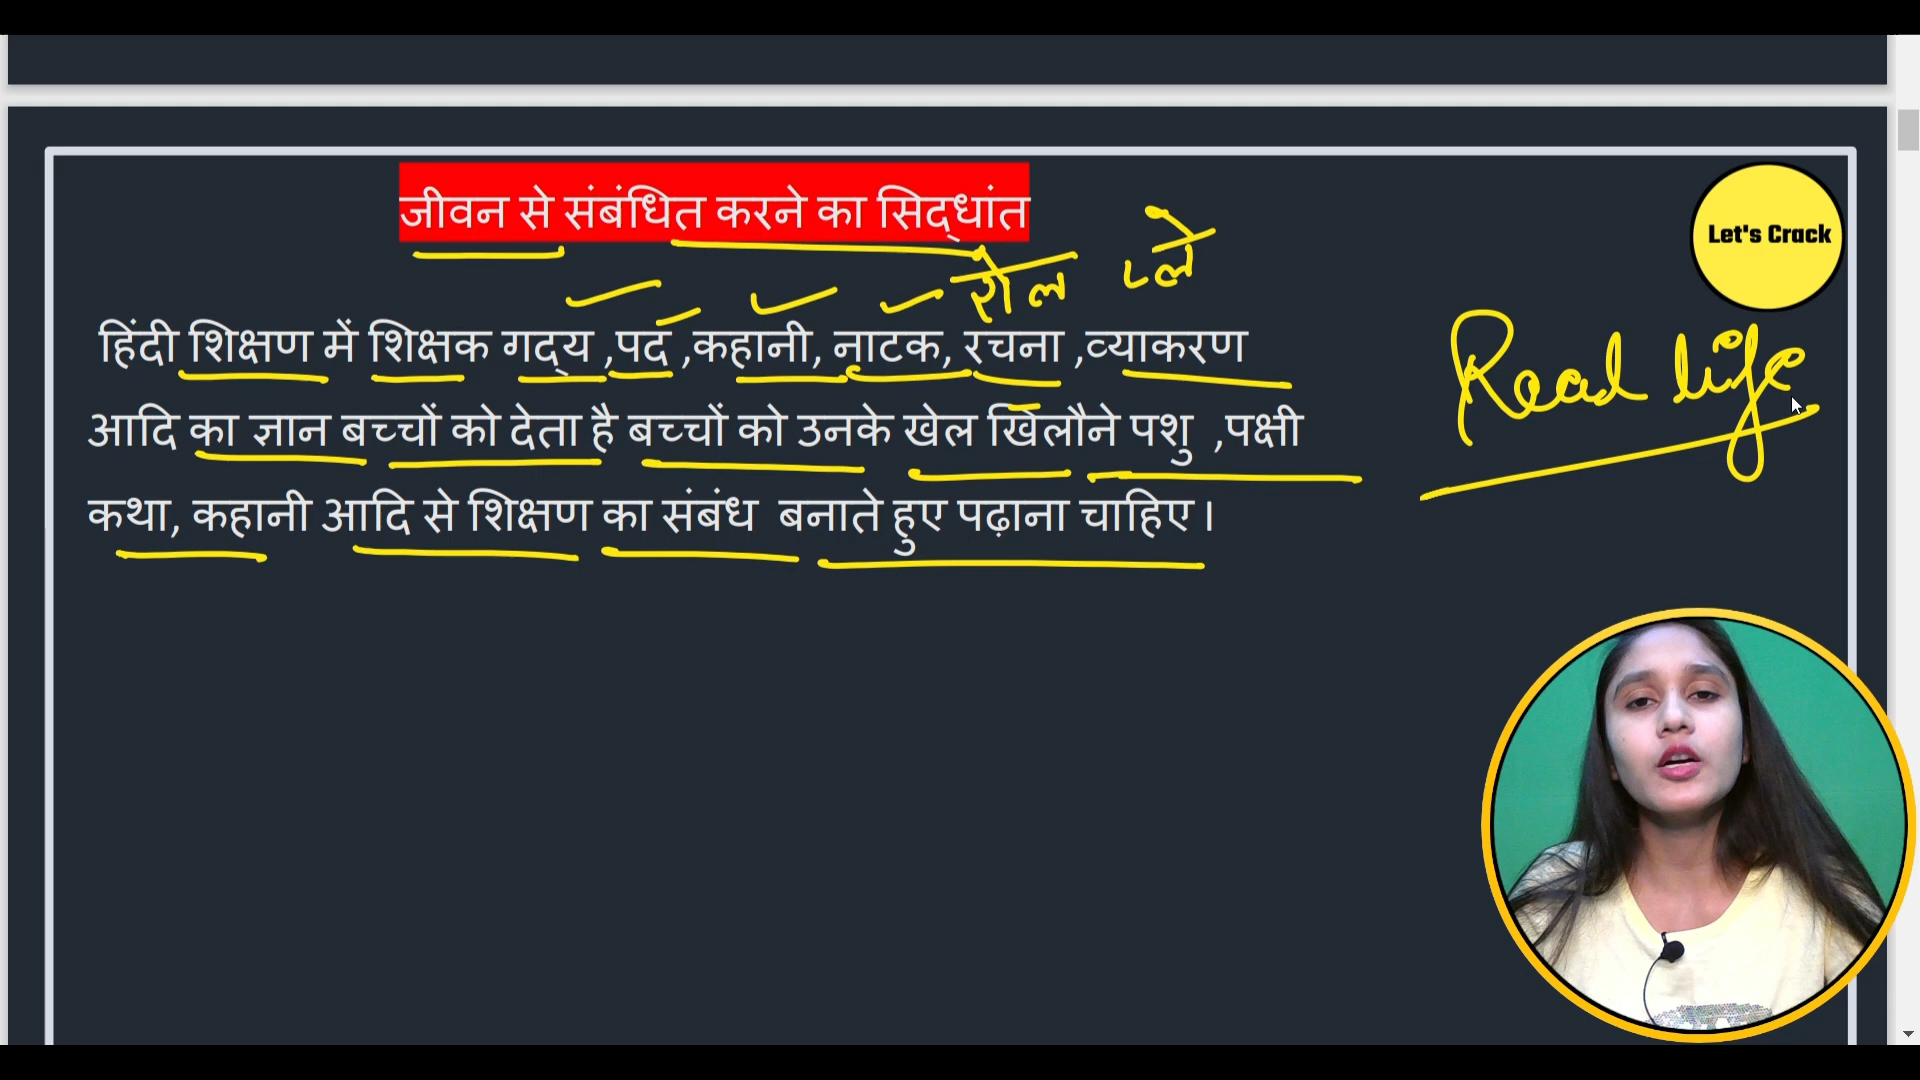 जीवन से संबंधित करने का सिद्धांत
Let's Crack
रोल प्ले
हिंदी शिक्षण में शिक्षक गद्य ,पद ,कहानी, नाटक, रचना ,व्याकरण
Read life
आदि का ज्ञान बच्चों को देता है बच्चों को उनके खेल खिलौने पशु ,पक्षी
कथा, कहानी आदि से शिक्षण का संबंध बनाते हुए पढ़ाना चाहिए ।